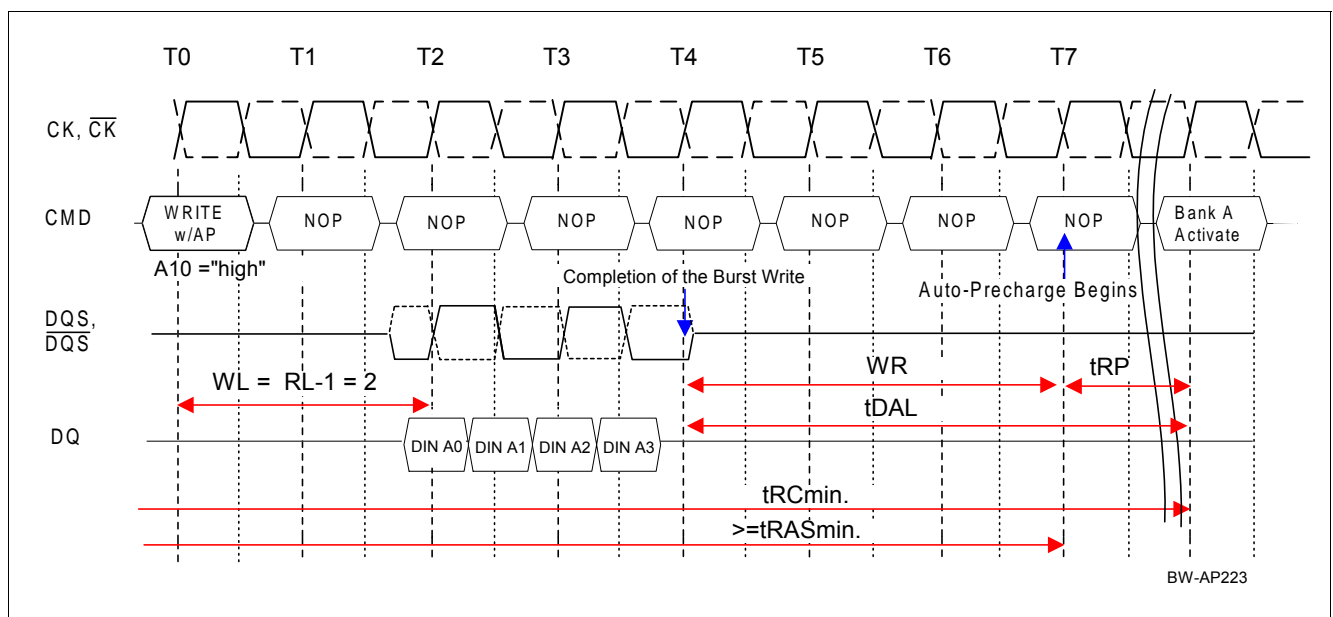 T0 T1 T2 T3 T4 T5 T6 T7
CK, C̅K̅
CMD WRITE w/AP NOP NOP NOP NOP NOP NOP NOP Bank A Activate
A10 ="high"
Completion of the Burst Write
Auto-Precharge Begins
DQS,
D̅Q̅S̅
WL = RL-1 = 2
WR
tRP
tDAL
DQ DIN A0 DIN A1 DIN A2 DIN A3
tRCmin.
>=tRASmin.
BW-AP223